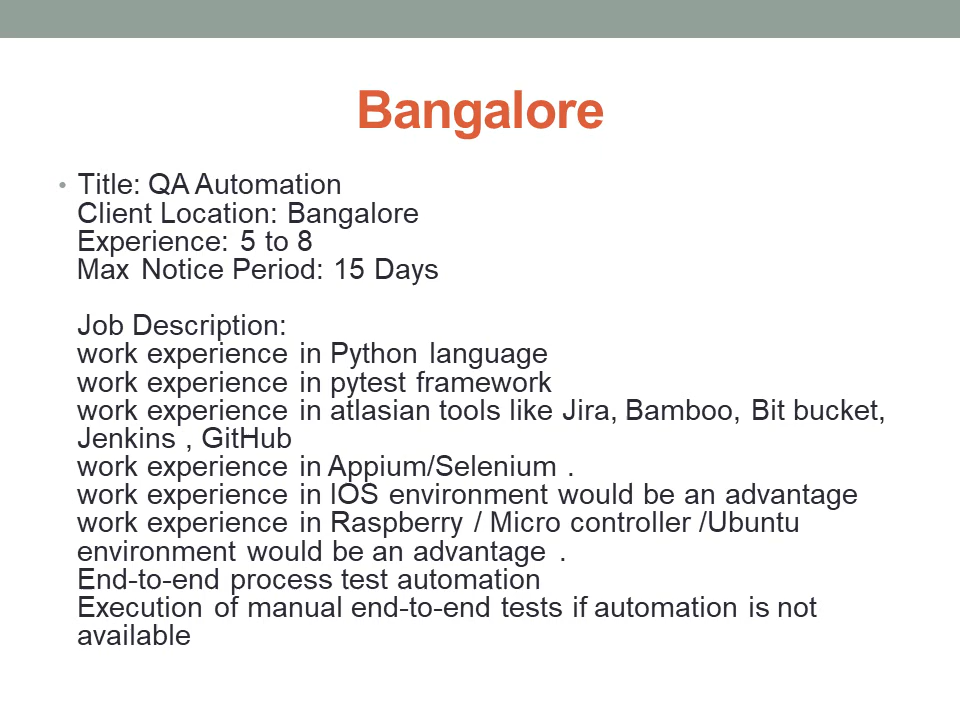 Bangalore
• Title: QA Automation
Client Location: Bangalore
Experience: 5 to 8
Max Notice Period: 15 Days
Job Description:
work experience in Python language
work experience in pytest framework
work experience in atlasian tools like Jira, Bamboo, Bit bucket,
Jenkins , GitHub
work experience in Appium/Selenium .
work experience in IOS environment would be an advantage
work experience in Raspberry / Micro controller /Ubuntu
environment would be an advantage .
End-to-end process test automation
Execution of manual end-to-end tests if automation is not
available